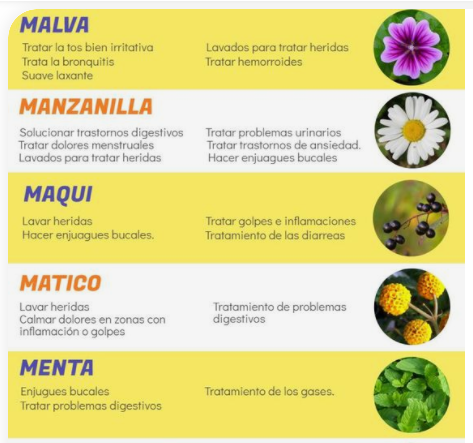 MALVA
Tratar la tos bien irritativa
Trata la bronquitis
Suave laxante
Lavados para tratar heridas
Tratar hemorroides
MANZANILLA
Solucionar trastornos digestivos
Tratar dolores menstruales
Lavados para tratar heridas
Tratar problemas urinarios
Tratar trastornos de ansiedad.
Hacer enjuagues bucales
MAQUI
Lavar heridas
Hacer enjuagues bucales.
Tratar golpes e inflamaciones
Tratamiento de las diarreas
MATICO
Lavar heridas
Calmar dolores en zonas con
inflamación o golpes
Tratamiento de problemas
digestivos
MENTA
Enjugues bucales
Tratar problemas digestivos
Tratamiento de los gases.